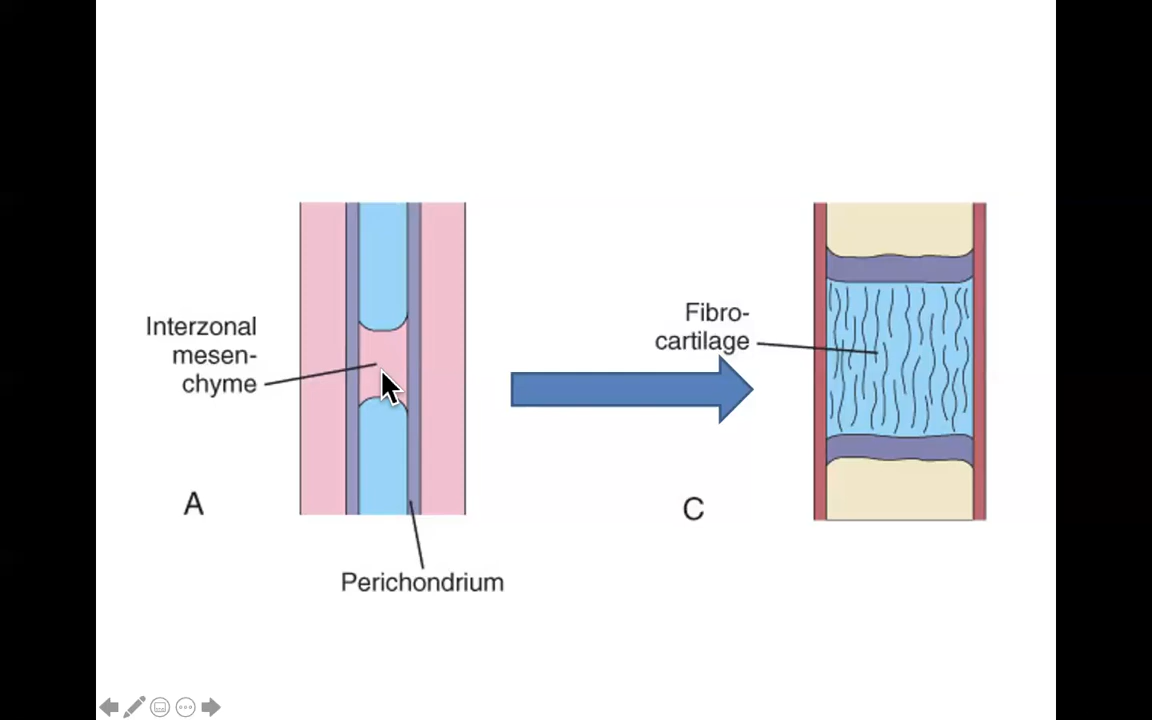 Interzonal
mesen-
chyme
A
Perichondrium
Fibro-
cartilage
C